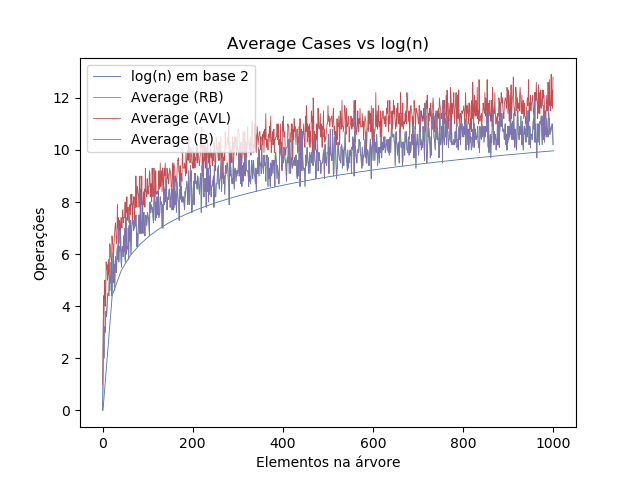 Average Cases vs log(n)
log(n) em base 2
Average (RB)
Average (AVL)
Average (B)
12
10
8
6
4
2
0
Operações
0 200 400 600 800 1000
Elementos na árvore